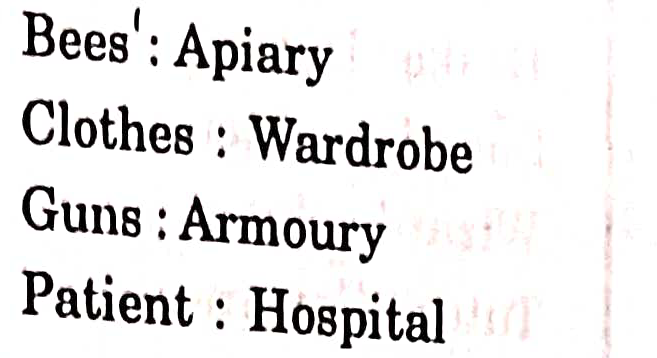 Bees' : Apiary
Clothes : Wardrobe
Guns : Armoury
Patient : Hospital